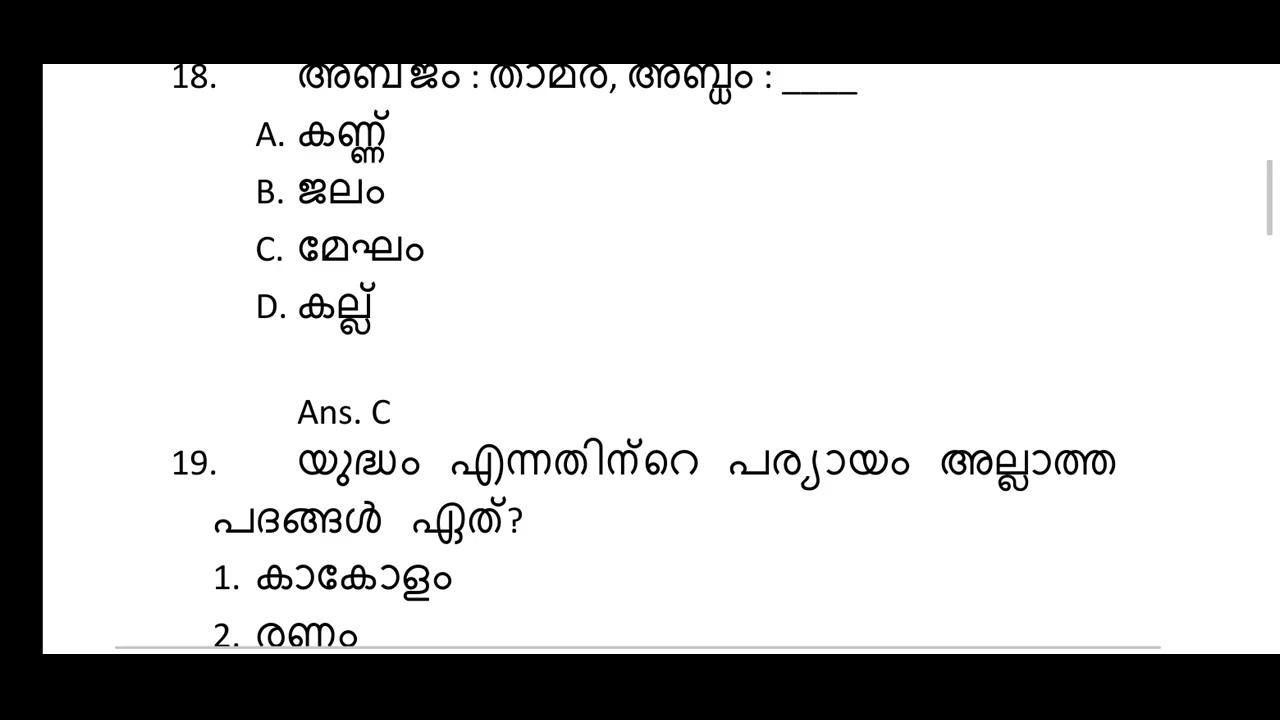 18. അബ്ജം : താമര, അബ്ദം : ____
A. കണ്ണ്
B. ജലം
C. മേഘം
D. കല്ല്
Ans. C
19. യുദ്ധം എന്നതിന്റെ പര്യായം അല്ലാത്ത
പദങ്ങൾ ഏത്?
1. കാകോളം
2. രണം